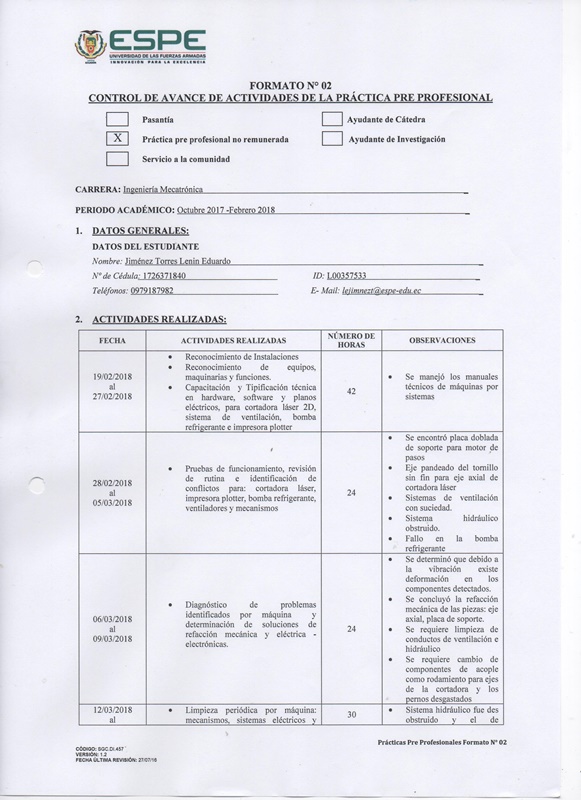 ESPE
UNIVERSIDAD DE LAS FUERZAS ARMADAS
INNOVACIÓN PARA LA EXCELENCIA
FORMATO N° 02
CONTROL DE AVANCE DE ACTIVIDADES DE LA PRÁCTICA PRE PROFESIONAL
Pasantía
Ayudante de Cátedra
X Práctica pre profesional no remunerada
Ayudante de Investigación
Servicio a la comunidad
CARRERA: Ingeniería Mecatrónica
PERIODO ACADÉMICO: Octubre 2017 -Febrero 2018
1. DATOS GENERALES:
DATOS DEL ESTUDIANTE
Nombre: Jiménez Torres Lenin Eduardo
N° de Cédula: 1726371840 ID: L00357533
Teléfonos: 0979187982 E- Mail: lejimnezt@espe-edu.ec
2. ACTIVIDADES REALIZADAS:
FECHA
ACTIVIDADES REALIZADAS
NÚMERO DE
HORAS
OBSERVACIONES
19/02/2018
al
27/02/2018
• Reconocimiento de Instalaciones
• Reconocimiento de equipos,
maquinarias y funciones.
• Capacitación y Tipificación técnica
en hardware, software y planos
eléctricos, para cortadora láser 2D,
sistema de ventilación, bomba
refrigerante e impresora plotter
42
• Se manejó los manuales
técnicos de máquinas por
sistemas
28/02/2018
al
05/03/2018
• Pruebas de funcionamiento, revisión
de rutina e identificación de
conflictos para: cortadora láser,
impresora plotter, bomba refrigerante,
ventiladores y mecanismos
24
• Se encontró placa doblada
de soporte para motor de
pasos
• Eje pandeado del tornillo
sin fin para eje axial de
cortadora láser
• Sistemas de ventilación
con suciedad.
• Sistema hidráulico
obstruido.
• Fallo en la bomba
refrigerante
06/03/2018
al
09/03/2018
• Diagnóstico de problemas
identificados por máquina y
determinación de soluciones de
refacción mecánica y eléctrica -
electrónicas.
24
• Se determinó que debido a
la vibración existe
deformación en los
componentes detectados.
• Se concluyó la refacción
mecánica de las piezas: eje
axial, placa de soporte.
• Se requiere limpieza de
conductos de ventilación e
hidráulico
• Se requiere cambio de
componentes de acople
como rodamiento para ejes
de la cortadora y los
pernos desgastados
12/03/2018
al
• Limpieza periódica por máquina:
mecanismos, sistemas eléctricos y
30
• Sistema hidráulico fue des
obstruido y el de
CÓDIGO: SGC.DI.457
VERSIÓN: 1.2
FECHA ÚLTIMA REVISIÓN: 27/07/16
Prácticas Pre Profesionales Formato N° 02